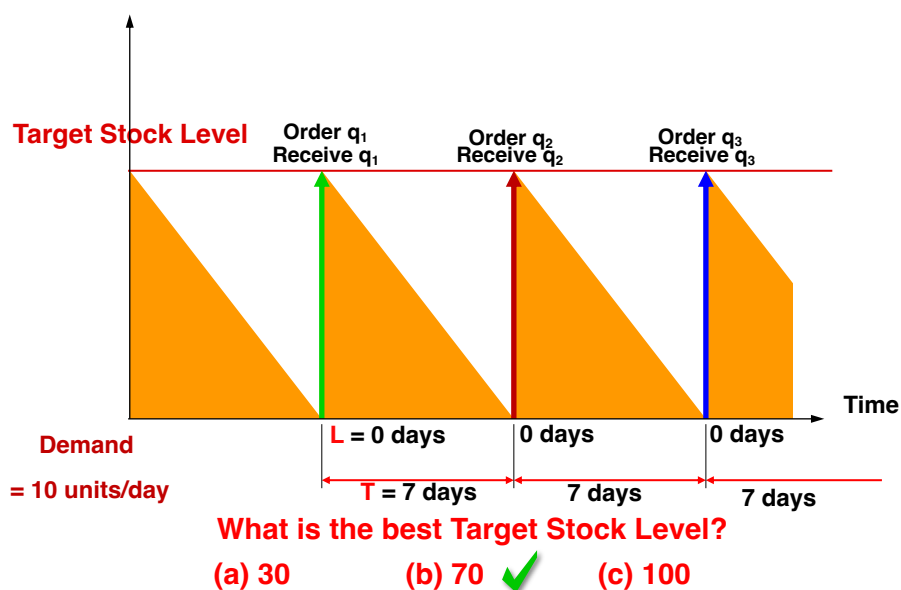 Target Stock Level
Order q₁
Receive q₁
Order q₂
Receive q₂
Order q₃
Receive q₃
Time
L = 0 days
0 days
0 days
Demand
= 10 units/day
T = 7 days
7 days
7 days
What is the best Target Stock Level?
(a) 30
(b) 70
(c) 100